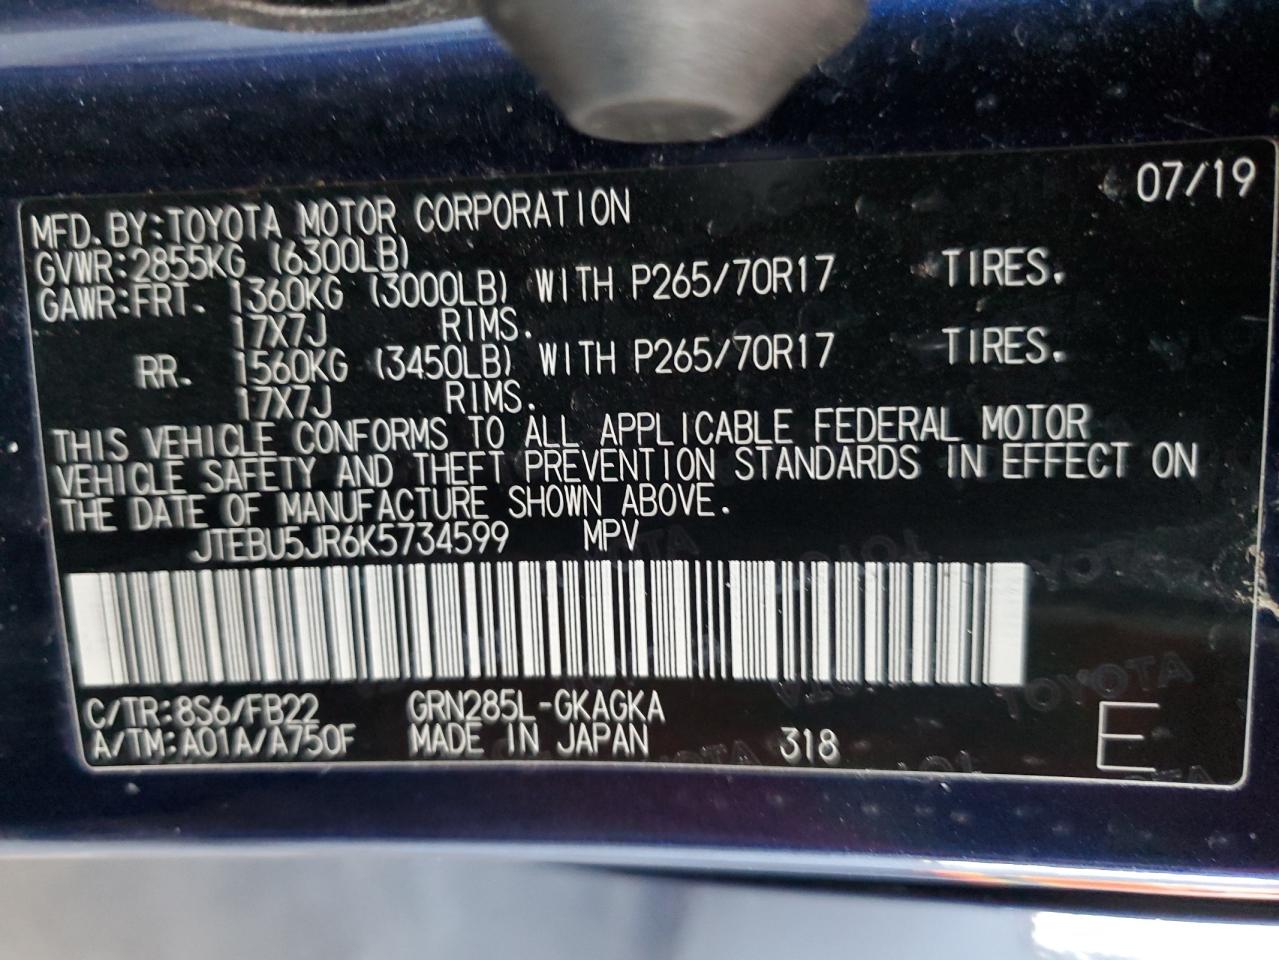 07/19
MFD. BY:TOYOTA MOTOR CORPORATION
GVWR:2855KG (6300LB)
GAWR:FRT. 1360KG (3000LB) WITH P265/70R17 TIRES.
17X7J RIMS.
RR. 1560KG (3450LB) WITH P265/70R17 TIRES.
17X7J RIMS.
THIS VEHICLE CONFORMS TO ALL APPLICABLE FEDERAL MOTOR
VEHICLE SAFETY AND THEFT PREVENTION STANDARDS IN EFFECT ON
THE DATE OF MANUFACTURE SHOWN ABOVE.
JTEBU5JR6K5734599 MPV
C/TR:8S6/FB22 GRN285L-GKAGKA
A/TM:A01A/A750F MADE IN JAPAN 318 E
TOYOTA